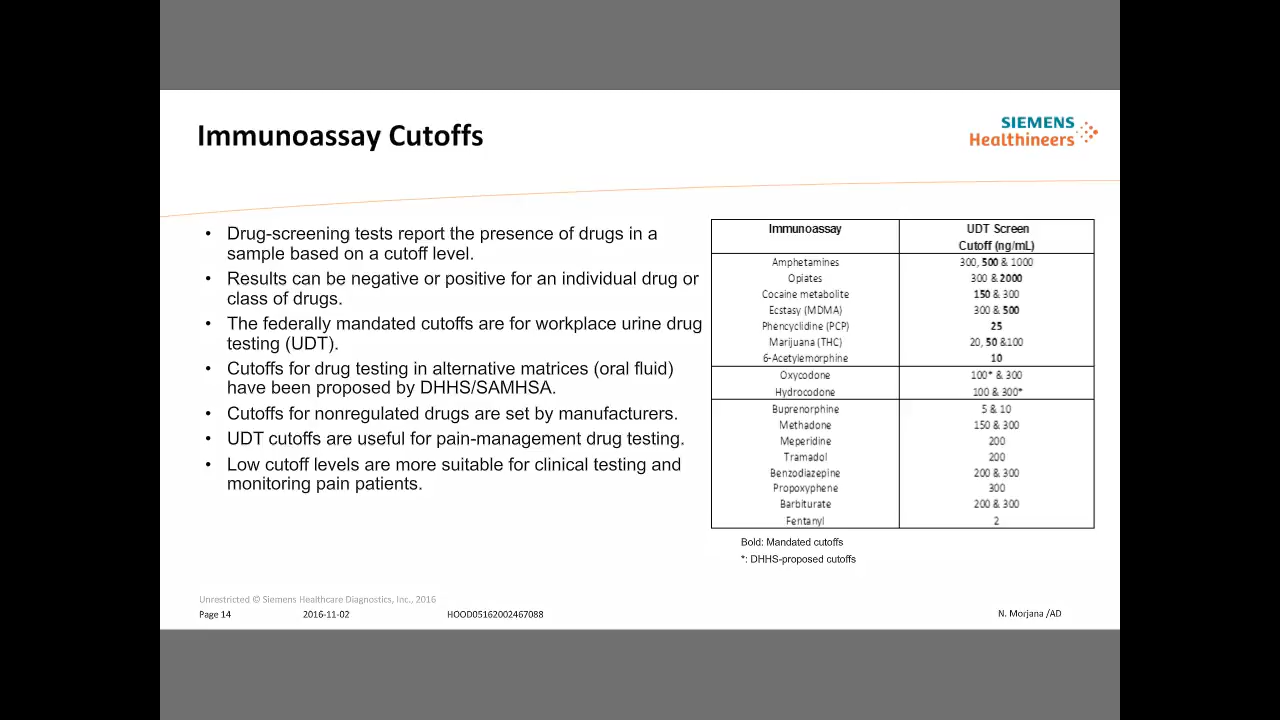 Immunoassay Cutoffs
SIEMENS
Healthineers
• Drug-screening tests report the presence of drugs in a
sample based on a cutoff level.
• Results can be negative or positive for an individual drug or
class of drugs.
• The federally mandated cutoffs are for workplace urine drug
testing (UDT).
• Cutoffs for drug testing in alternative matrices (oral fluid)
have been proposed by DHHS/SAMHSA.
• Cutoffs for nonregulated drugs are set by manufacturers.
• UDT cutoffs are useful for pain-management drug testing.
• Low cutoff levels are more suitable for clinical testing and
monitoring pain patients.
Immunoassay UDT Screen
Cutoff (ng/mL)
Amphetamines 300, 500 & 1000
Opiates 300 & 2000
Cocaine metabolite 150 & 300
Ecstasy (MDMA) 300 & 500
Phencyclidine (PCP) 25
Marijuana (THC) 20, 50 &100
6-Acetylemorphine 10
Oxycodone 100* & 300
Hydrocodone 100 & 300*
Buprenorphine 5 & 10
Methadone 150 & 300
Meperidine 200
Tramadol 200
Benzodiazepine 200 & 300
Propoxyphene 300
Barbiturate 200 & 300
Fentanyl 2
Bold: Mandated cutoffs
*: DHHS-proposed cutoffs
Unrestricted © Siemens Healthcare Diagnostics, Inc., 2016
Page 14 2016-11-02 HOOD05162002467088 N. Morjana /AD